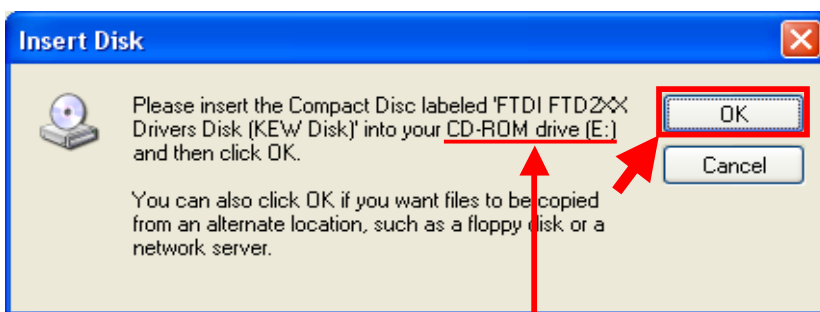 Insert Disk
Please insert the Compact Disc labeled 'FTDI FTD2XX
Drivers Disk (KEW Disk)' into your CD-ROM drive (E:)
and then click OK.
You can also click OK if you want files to be copied
from an alternate location, such as a floppy disk or a
network server.
OK
Cancel